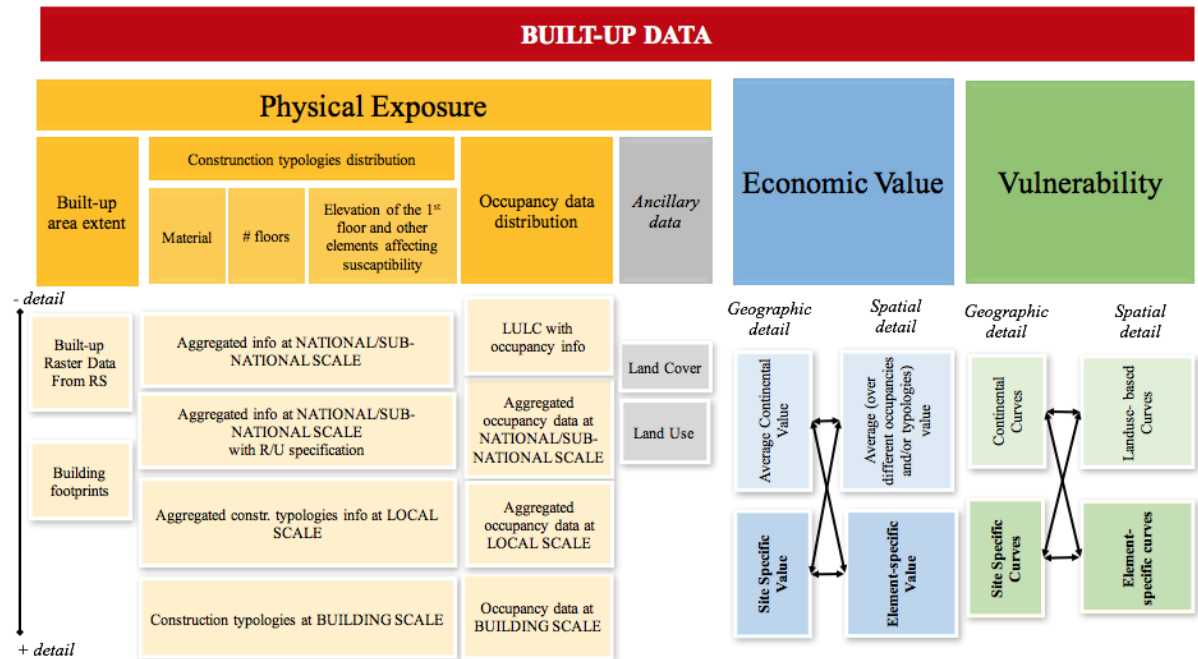 BUILT-UP DATA
Physical Exposure
Economic Value
Vulnerability
Built-up
area extent
Construnction typologies distribution
Material
# floors
Elevation of the 1st
floor and other
elements affecting
suscaptibility
Occupancy data
distribution
Ancillary
data
- detail
+ detail
Built-up
Raster Data
From RS
Building
footprints
Aggregated info at NATIONAL/SUB-
NATIONAL SCALE
Aggregated info at NATIONAL/SUB-
NATIONAL SCALE
with R/U specification
Aggregated constr. typologies info at LOCAL
SCALE
Construction typologies at BUILDING SCALE
LULC with
occupancy info
Aggregated
occupancy data at
NATIONAL/SUB-
NATIONAL SCALE
Aggregated
occupancy data at
LOCAL SCALE
Occupancy data at
BUILDING SCALE
Land Cover
Land Use
Geographic
detail
Spatial
detail
Average Continental
Value
Average (over
different occupancies
and/or typologies)
value
Site Specific
Value
Element-specific Value
Geographic
detail
Spatial
detail
Continental
Curves
Landuse- based
Curves
Site Specific
Curves
Element-
specific curves